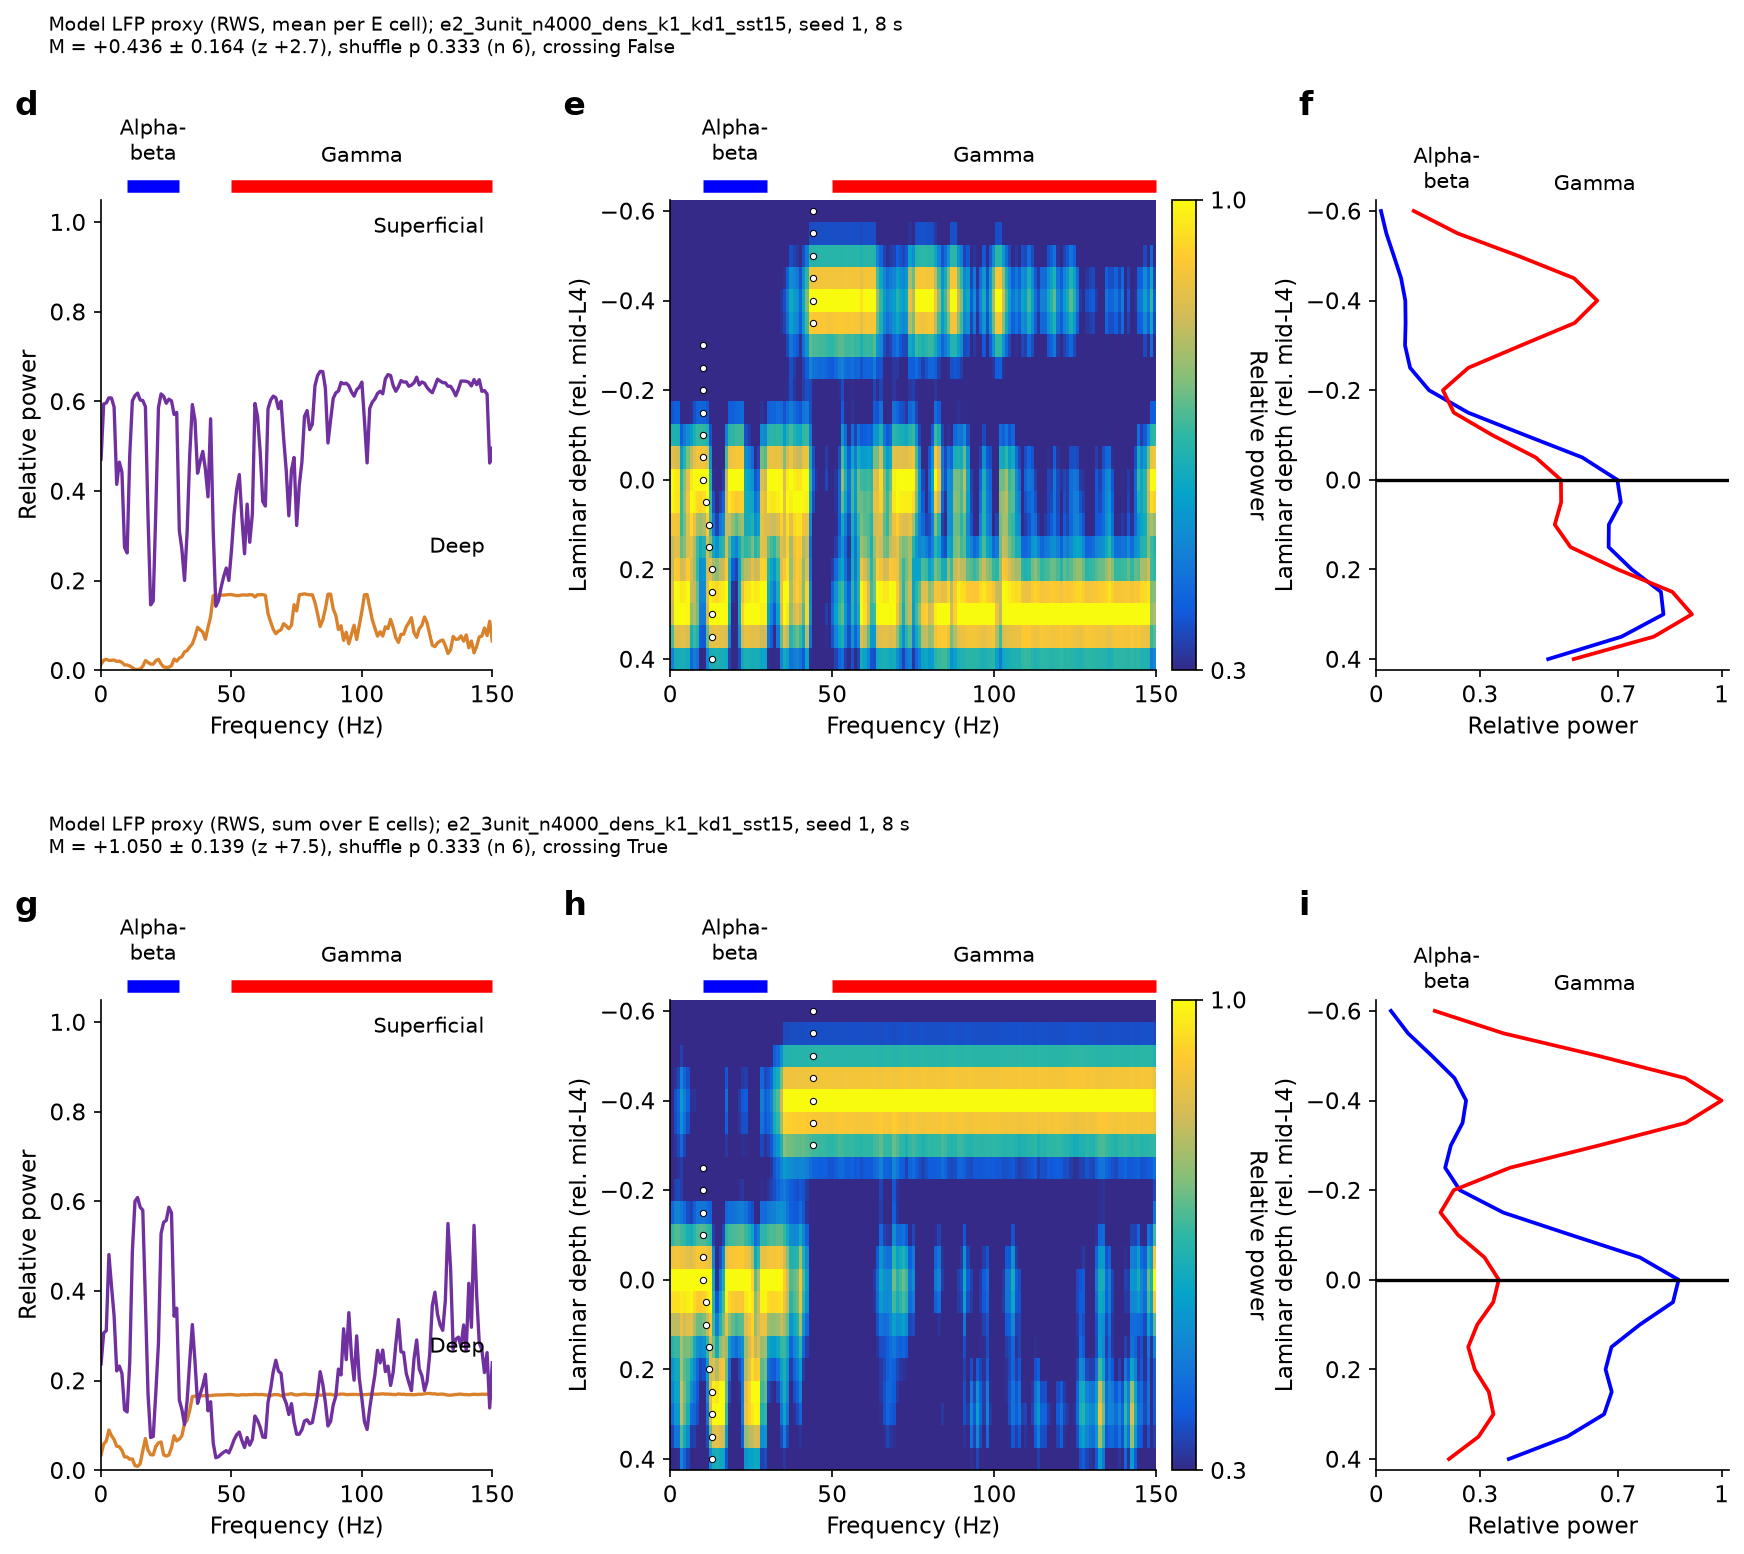 Model LFP proxy (RWS, mean per E cell); e2_3unit_n4000_dens_k1_kd1_sst15, seed 1, 8 s
M = +0.436 ± 0.164 (z +2.7), shuffle p 0.333 (n 6), crossing False
d
Alpha-
beta
Gamma
Superficial
Deep
Relative power
1.0
0.8
0.6
0.4
0.2
0.0
0 50 100 150
Frequency (Hz)
e
Alpha-
beta
Gamma
Laminar depth (rel. mid-L4)
−0.6
−0.4
−0.2
0.0
0.2
0.4
0 50 100 150
Frequency (Hz)
1.0
0.3
Relative power
f
Alpha-
beta
Gamma
Laminar depth (rel. mid-L4)
−0.6
−0.4
−0.2
0.0
0.2
0.4
0 0.3 0.7 1
Relative power
Model LFP proxy (RWS, sum over E cells); e2_3unit_n4000_dens_k1_kd1_sst15, seed 1, 8 s
M = +1.050 ± 0.139 (z +7.5), shuffle p 0.333 (n 6), crossing True
g
Alpha-
beta
Gamma
Superficial
Deep
Relative power
1.0
0.8
0.6
0.4
0.2
0.0
0 50 100 150
Frequency (Hz)
h
Alpha-
beta
Gamma
Laminar depth (rel. mid-L4)
−0.6
−0.4
−0.2
0.0
0.2
0.4
0 50 100 150
Frequency (Hz)
1.0
0.3
Relative power
i
Alpha-
beta
Gamma
Laminar depth (rel. mid-L4)
−0.6
−0.4
−0.2
0.0
0.2
0.4
0 0.3 0.7 1
Relative power